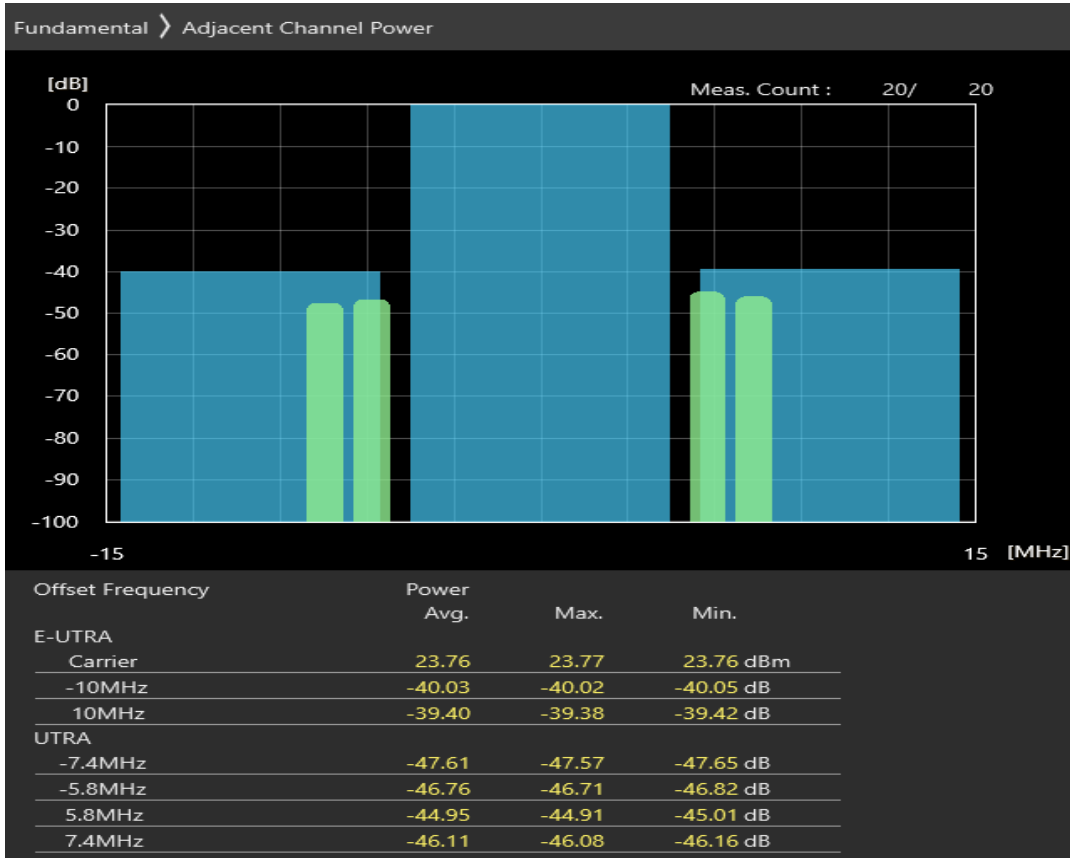 Fundamental ❯ Adjacent Channel Power
[dB]
Meas. Count : 20/ 20
0
-10
-20
-30
-40
-50
-60
-70
-80
-90
-100
-15 15 [MHz]
Offset Frequency Power
Avg. Max. Min.
E-UTRA
Carrier 23.76 23.77 23.76 dBm
-10MHz -40.03 -40.02 -40.05 dB
10MHz -39.40 -39.38 -39.42 dB
UTRA
-7.4MHz -47.61 -47.57 -47.65 dB
-5.8MHz -46.76 -46.71 -46.82 dB
5.8MHz -44.95 -44.91 -45.01 dB
7.4MHz -46.11 -46.08 -46.16 dB